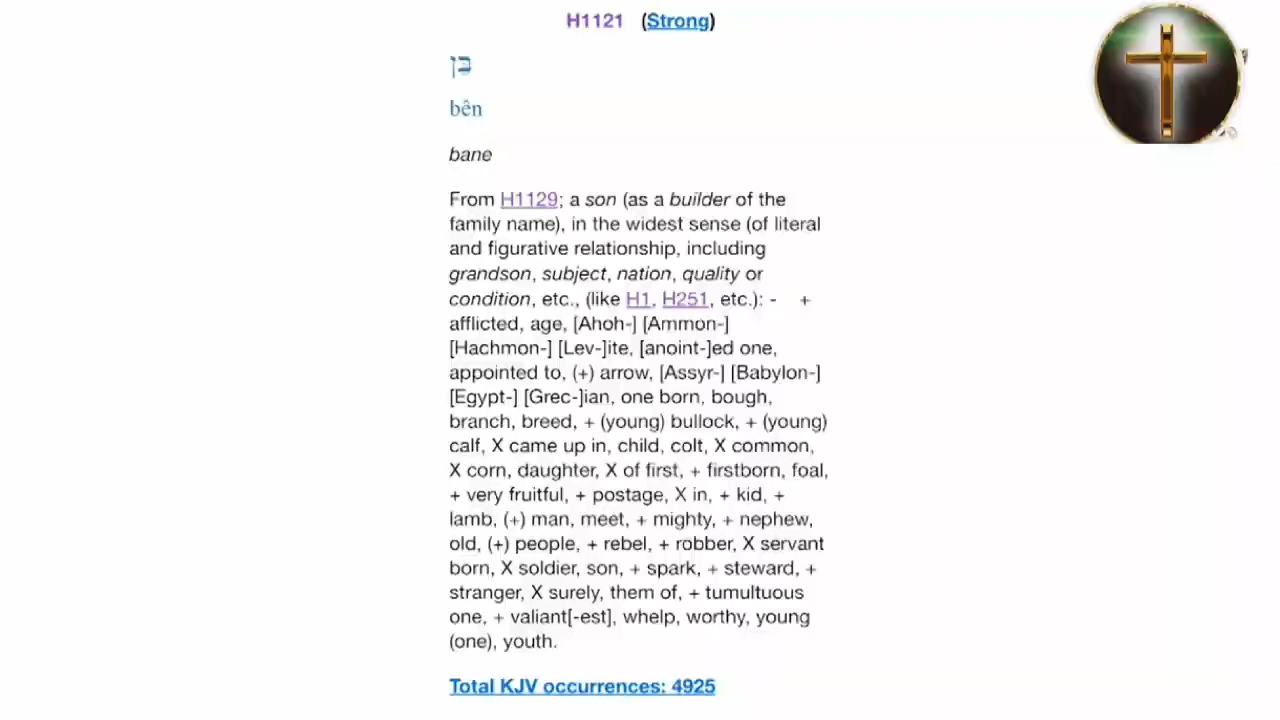 H1121 (Strong)
בֵּן
bên
bane
From H1129; a son (as a builder of the
family name), in the widest sense (of literal
and figurative relationship, including
grandson, subject, nation, quality or
condition, etc., (like H1, H251, etc.): - +
afflicted, age, [Ahoh-] [Ammon-]
[Hachmon-] [Lev-]ite, [anoint-]ed one,
appointed to, (+) arrow, [Assyr-] [Babylon-]
[Egypt-] [Grec-]ian, one born, bough,
branch, breed, + (young) bullock, + (young)
calf, X came up in, child, colt, X common,
X corn, daughter, X of first, + firstborn, foal,
+ very fruitful, + postage, X in, + kid, +
lamb, (+) man, meet, + mighty, + nephew,
old, (+) people, + rebel, + robber, X servant
born, X soldier, son, + spark, + steward, +
stranger, X surely, them of, + tumultuous
one, + valiant[-est], whelp, worthy, young
(one), youth.
Total KJV occurrences: 4925